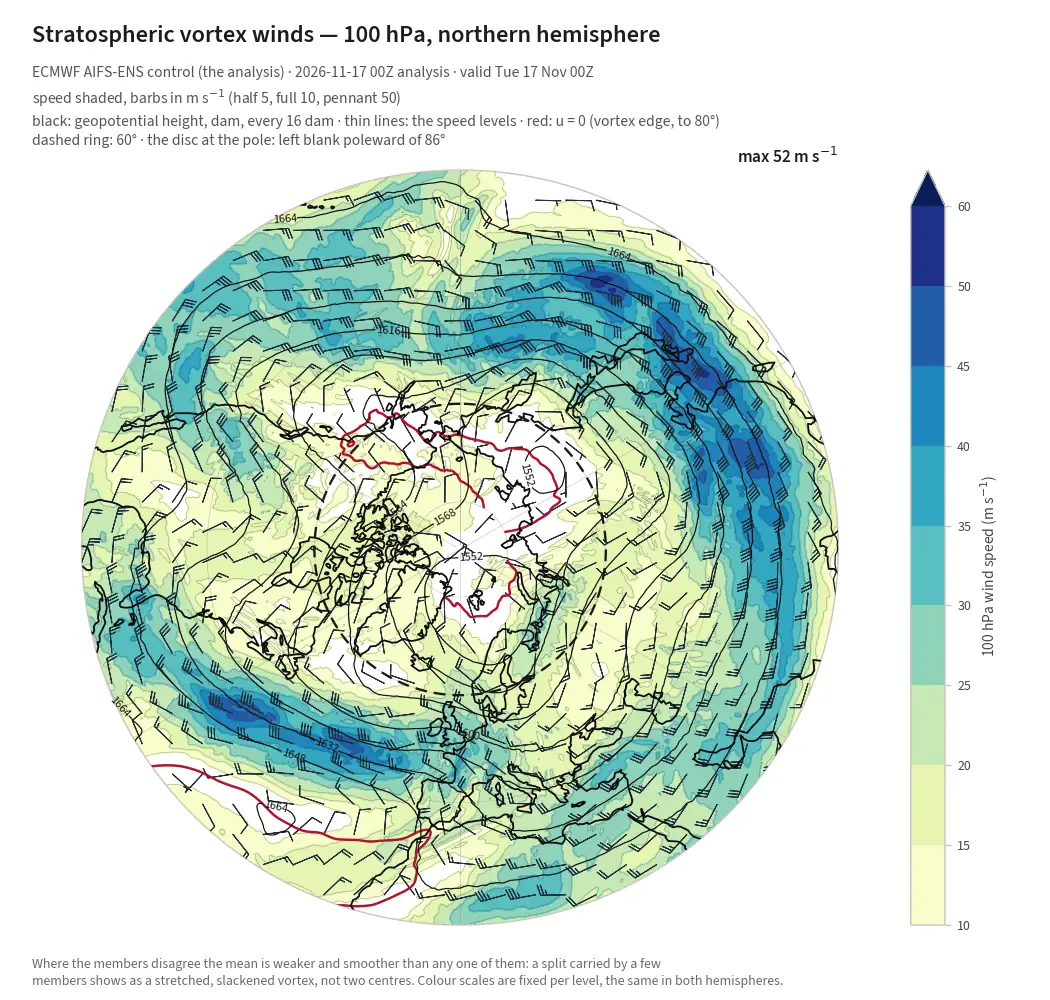 Stratospheric vortex winds — 100 hPa, northern hemisphere
ECMWF AIFS-ENS control (the analysis) · 2026-11-17 00Z analysis · valid Tue 17 Nov 00Z
speed shaded, barbs in m s⁻¹ (half 5, full 10, pennant 50)
black: geopotential height, dam, every 16 dam · thin lines: the speed levels · red: u = 0 (vortex edge, to 80°)
dashed ring: 60° · the disc at the pole: left blank poleward of 86°
max 52 m s⁻¹
1664
1664
1616
1552
1568
1552
1664
1632
1648
1664
60
50
45
40
35
30
25
20
15
10
100 hPa wind speed (m s⁻¹)
Where the members disagree the mean is weaker and smoother than any one of them: a split carried by a few
members shows as a stretched, slackened vortex, not two centres. Colour scales are fixed per level, the same in both hemispheres.